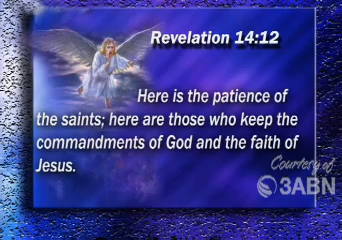 Revelation 14:12
Here is the patience of
the saints; here are those who keep the
commandments of God and the faith of
Jesus.
Courtesy of
3ABN